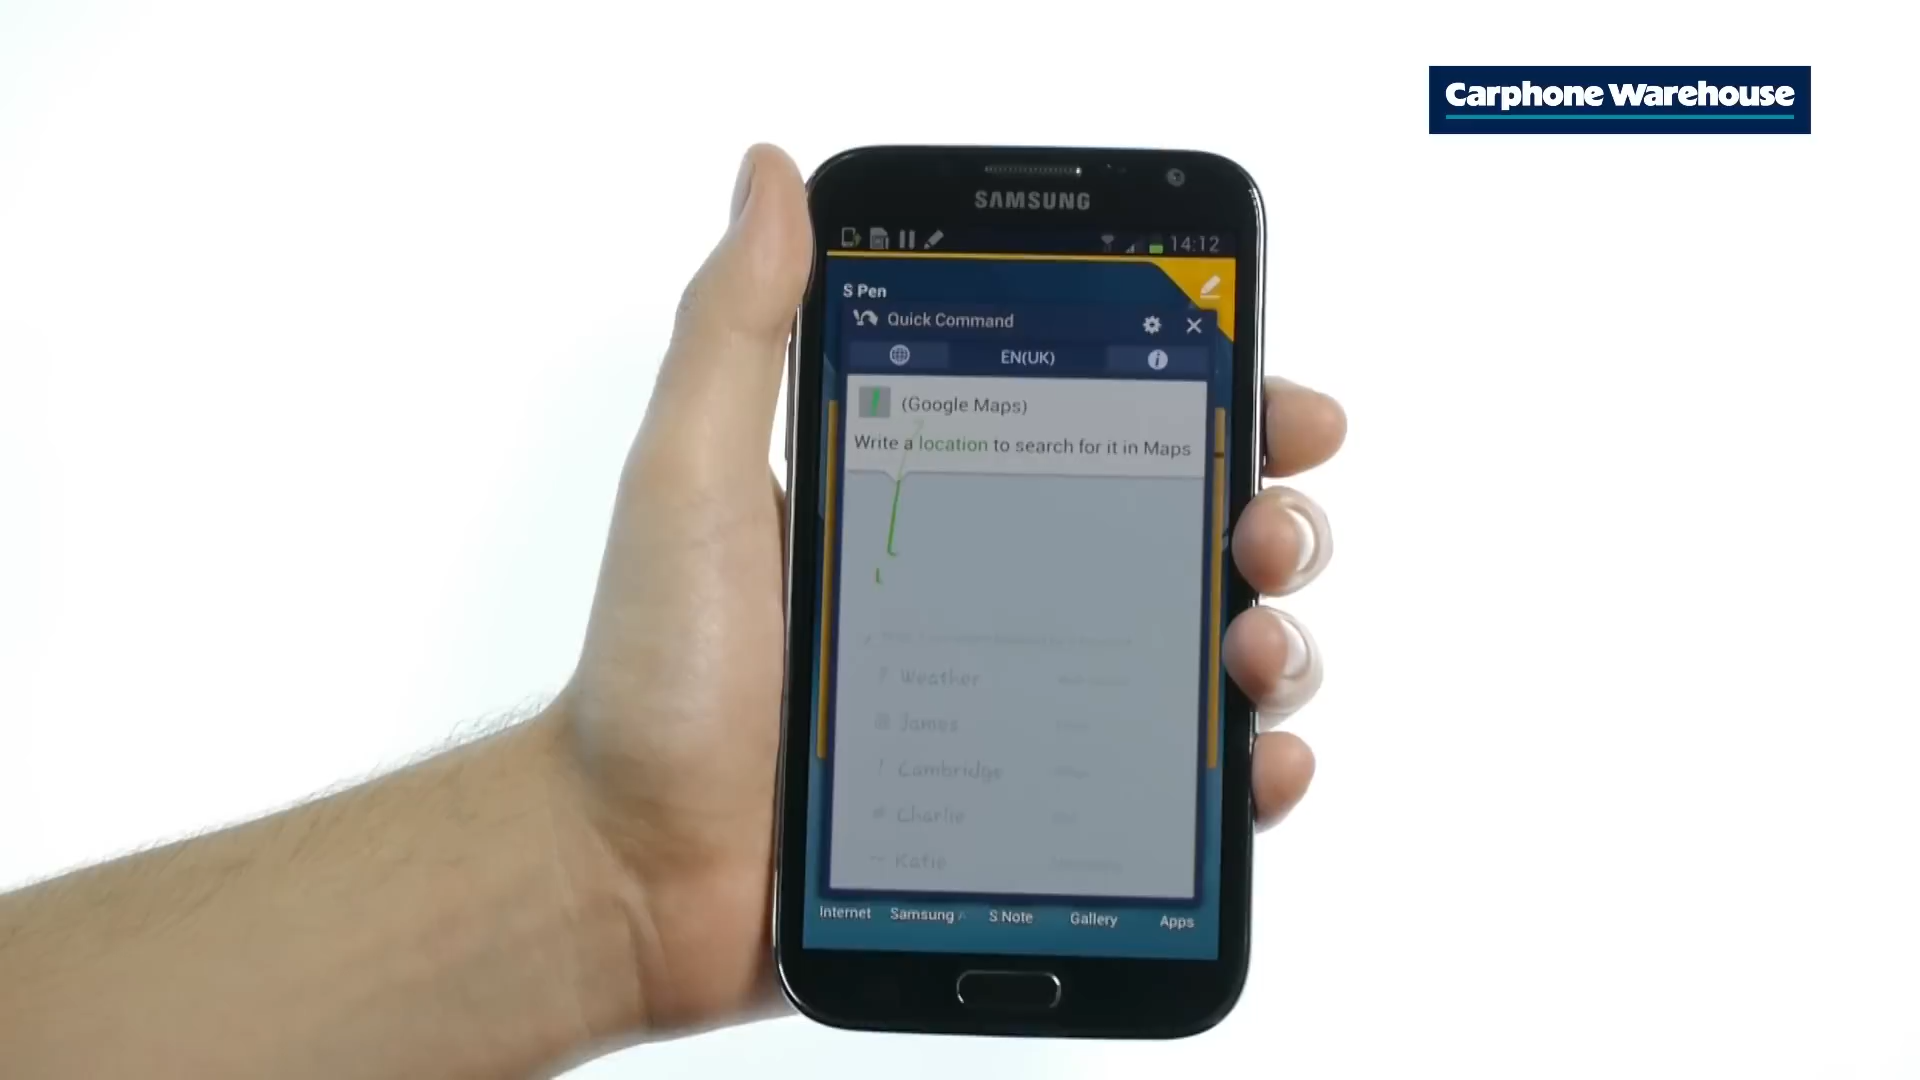 Carphone Warehouse
SAMSUNG
14:12
S Pen
Quick Command
EN(UK)
! (Google Maps)
Write a location to search for it in Maps
!
? Weather
James
! Cambridge
# Charlie
~ Katie
Internet
Samsung A
S Note
Gallery
Apps